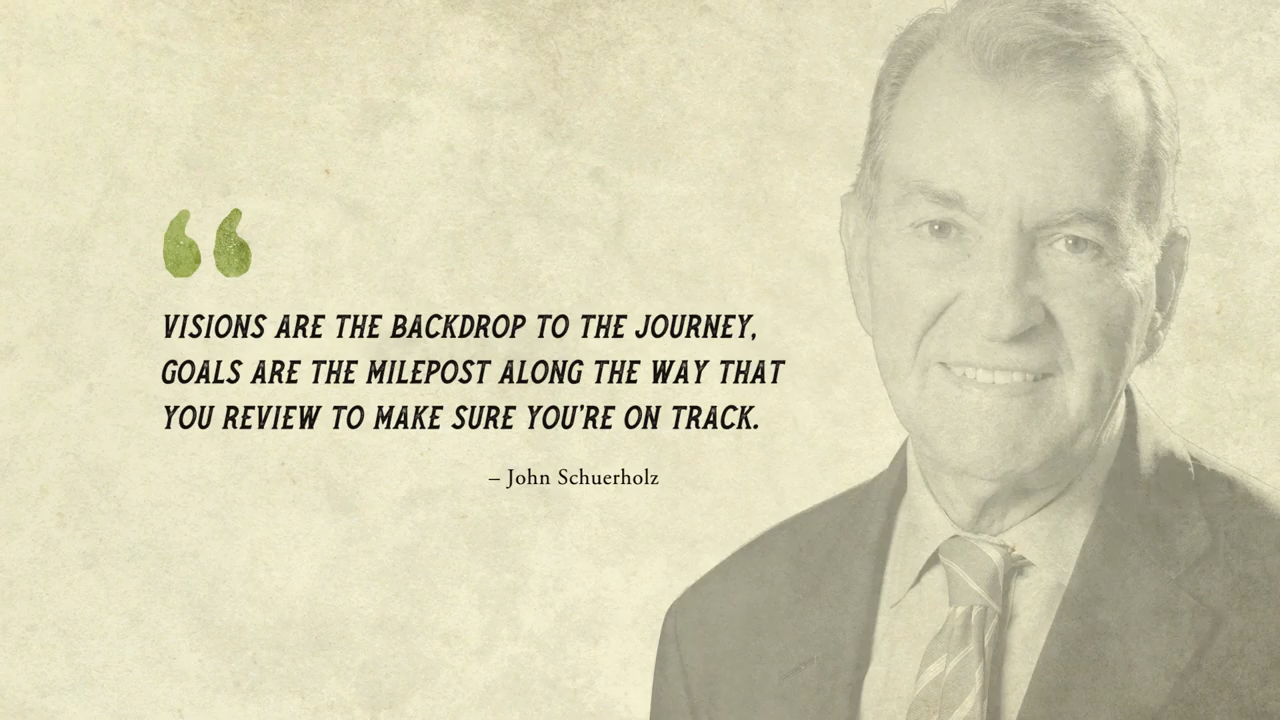 “
VISIONS ARE THE BACKDROP TO THE JOURNEY,
GOALS ARE THE MILEPOST ALONG THE WAY THAT
YOU REVIEW TO MAKE SURE YOU'RE ON TRACK.
– John Schuerholz